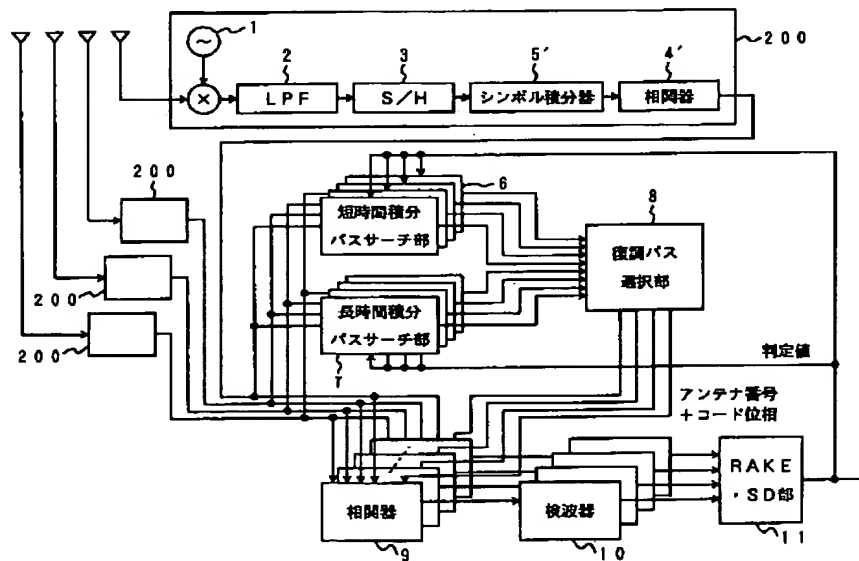 1
2
3
5′
4′
200
LPF
S/H
シンボル積分器
相関器
200
200
200
6
短時間積分
パスサーチ部
長時間積分
パスサーチ部
7
8
復調パス
選択部
判定値
アンテナ番号
+コード位相
相関器
9
検波器
10
RAKE
・SD部
11